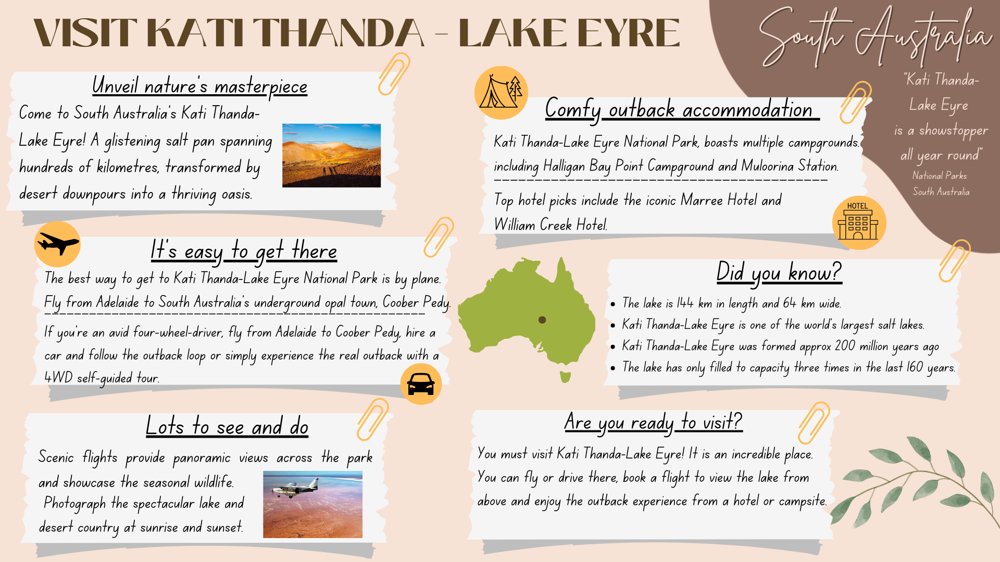 VISIT KATI THANDA - LAKE EYRE
South Australia
"Kati Thanda-
Lake Eyre
is a showstopper
all year round"
National Parks
South Australia
Unveil nature's masterpiece
Come to South Australia's Kati Thanda-
Lake Eyre! A glistening salt pan spanning
hundreds of kilometres, transformed by
desert downpours into a thriving oasis.
It's easy to get there
The best way to get to Kati Thanda-Lake Eyre National Park is by plane.
Fly from Adelaide to South Australia's underground opal town, Coober Pedy.
If you're an avid four-wheel-driver, fly from Adelaide to Coober Pedy, hire a
car and follow the outback loop or simply experience the real outback with a
4WD self-guided tour.
Lots to see and do
Scenic flights provide panoramic views across the park
and showcase the seasonal wildlife.
Photograph the spectacular lake and
desert country at sunrise and sunset.
Comfy outback accommodation
Kati Thanda-Lake Eyre National Park, boasts multiple campgrounds.
including Halligan Bay Point Campground and Muloorina Station.
Top hotel picks include the iconic Marree Hotel and
William Creek Hotel.
HOTEL
Did you know?
• The lake is 144 km in length and 64 km wide.
• Kati Thanda-Lake Eyre is one of the world's largest salt lakes.
• Kati Thanda-Lake Eyre was formed approx 200 million years ago
• The lake has only filled to capacity three times in the last 160 years.
Are you ready to visit?
You must visit Kati Thanda-Lake Eyre! It is an incredible place.
You can fly or drive there, book a flight to view the lake from
above and enjoy the outback experience from a hotel or campsite.